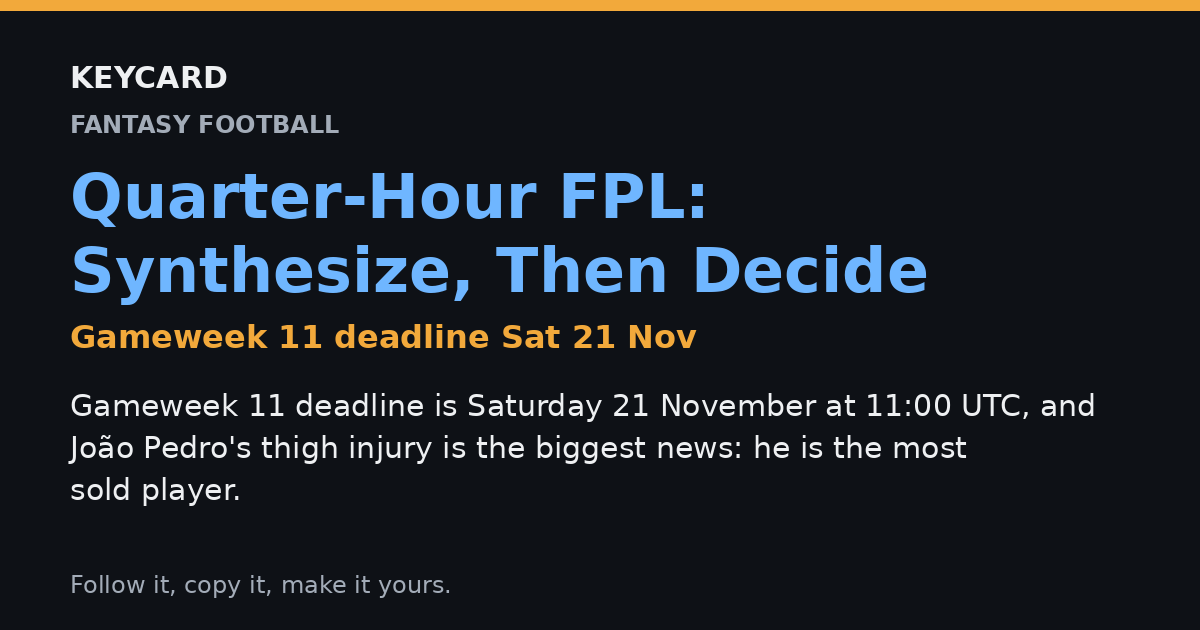 KEYCARD
FANTASY FOOTBALL
Quarter-Hour FPL:
Synthesize, Then Decide
Gameweek 11 deadline Sat 21 Nov
Gameweek 11 deadline is Saturday 21 November at 11:00 UTC, and
João Pedro's thigh injury is the biggest news: he is the most
sold player.
Follow it, copy it, make it yours.